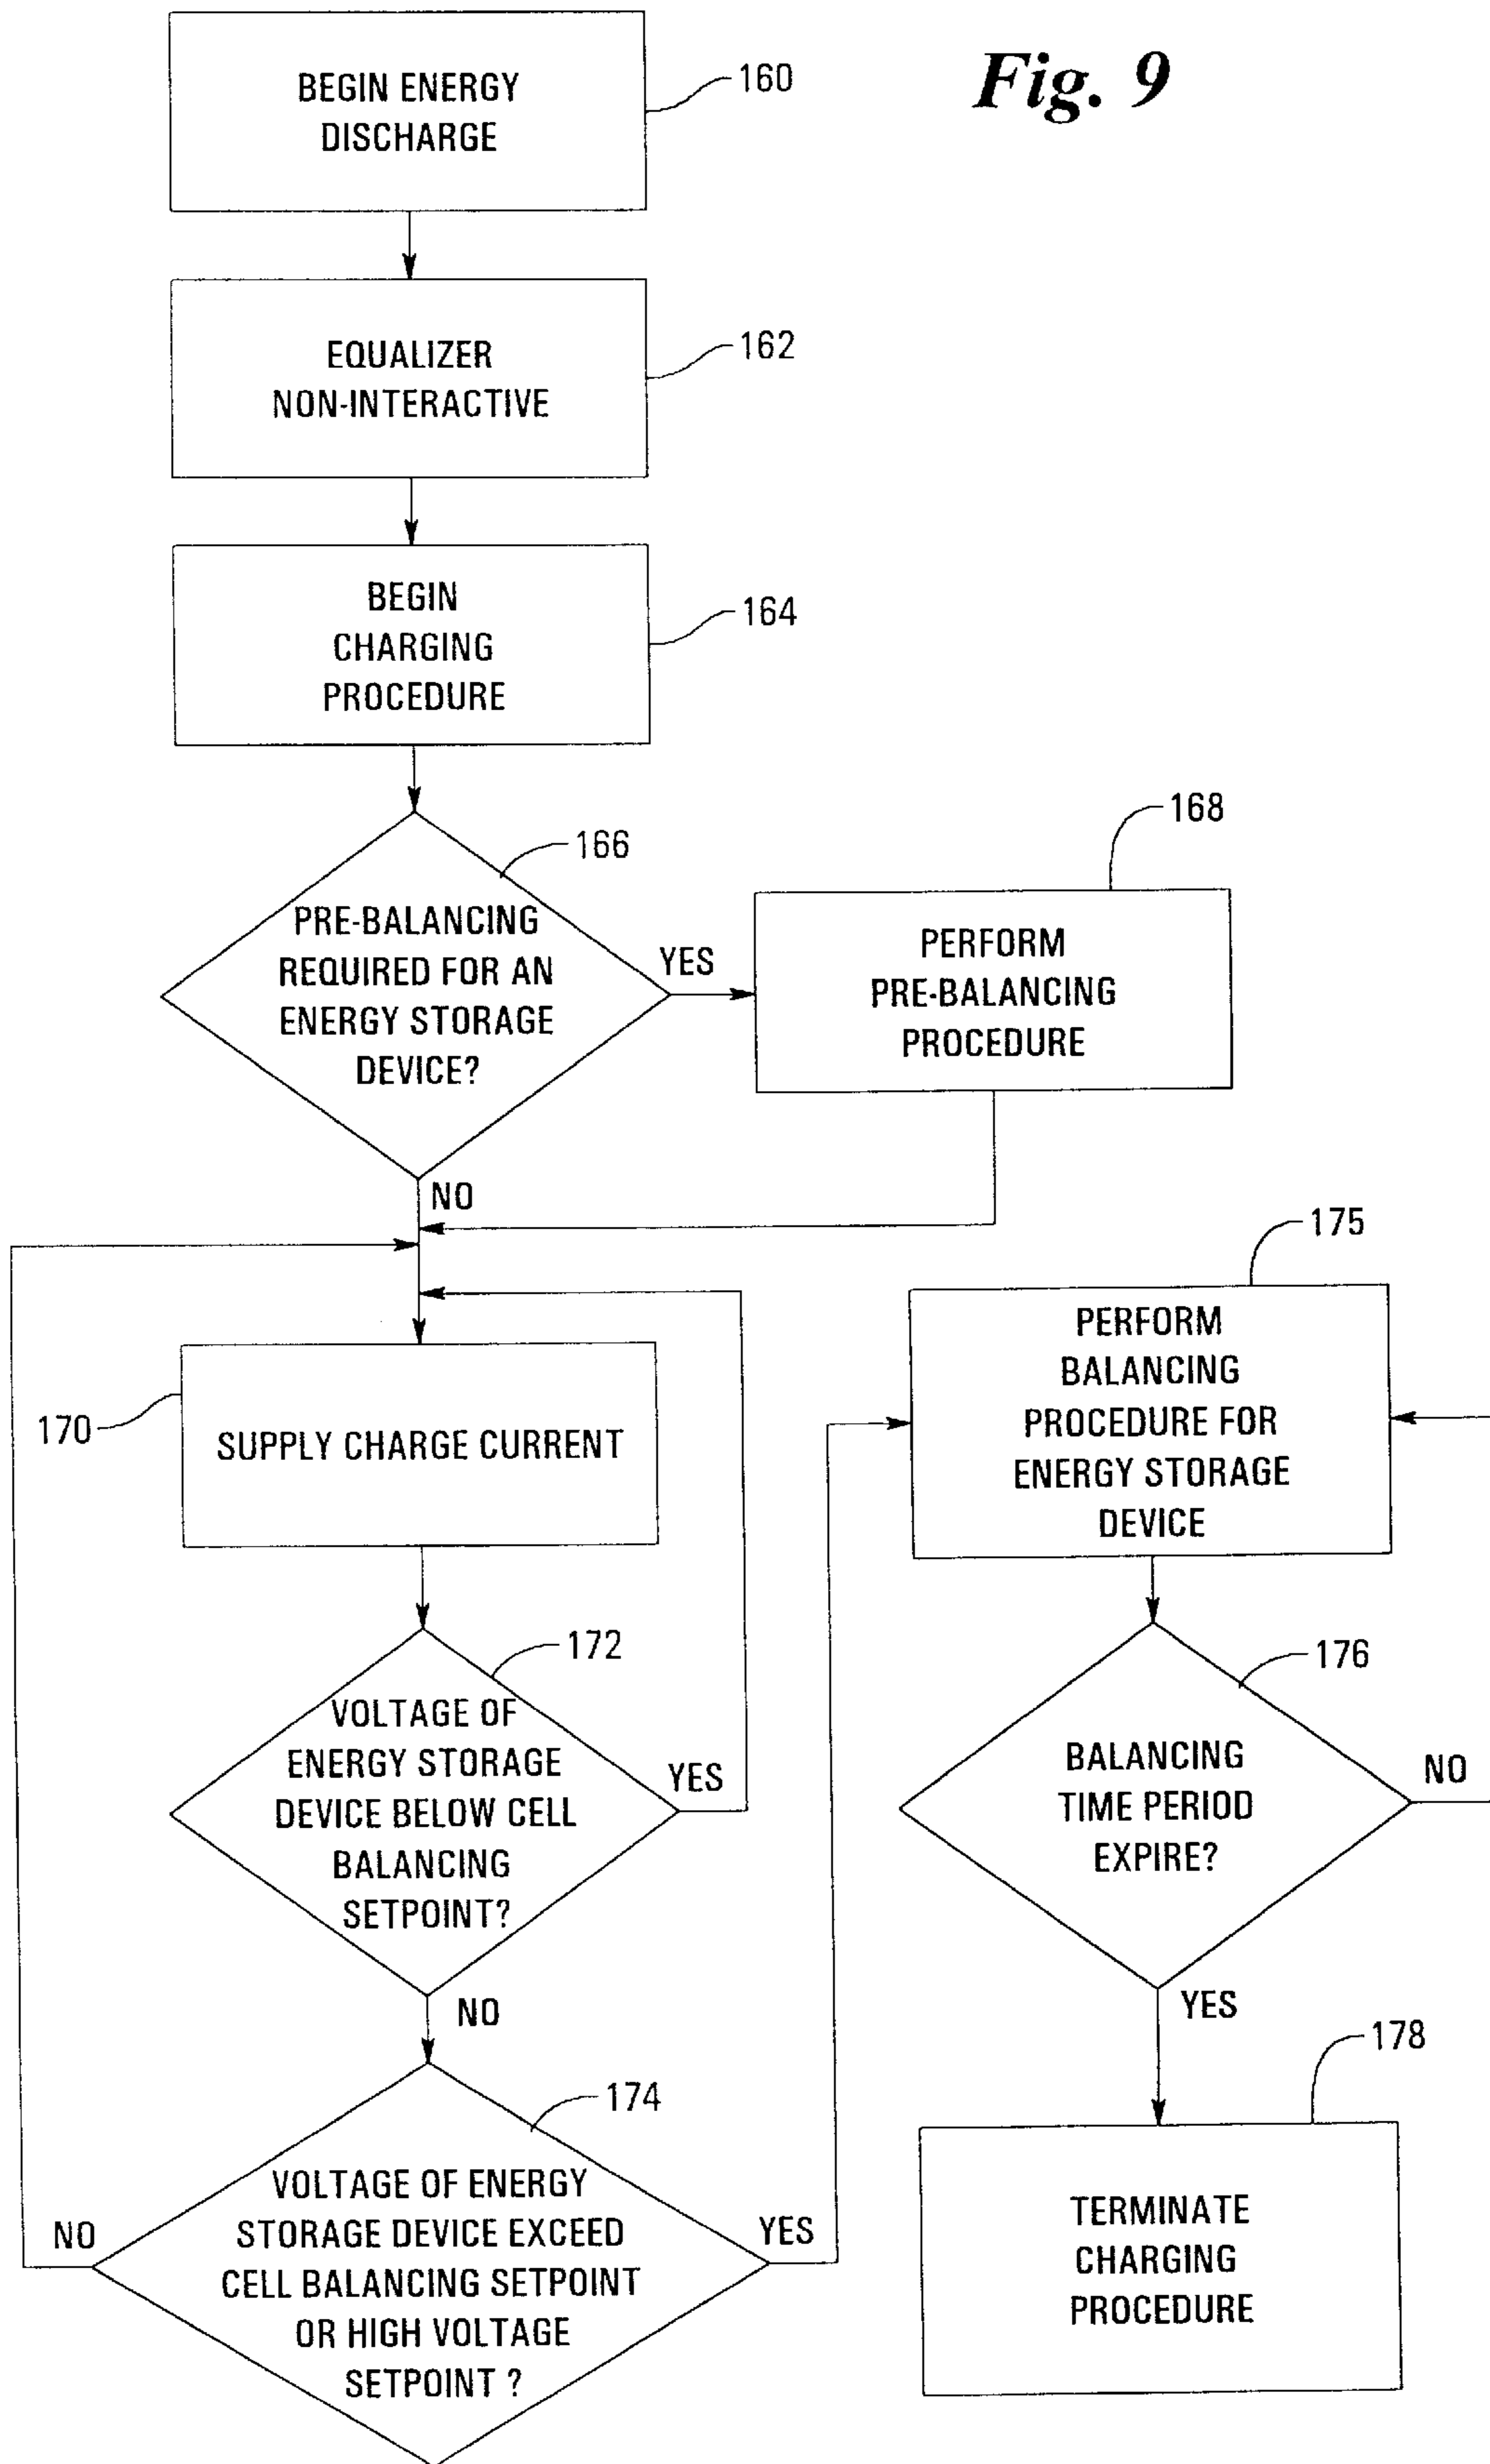 Fig. 9
BEGIN ENERGY
DISCHARGE
160
EQUALIZER
NON-INTERACTIVE
162
BEGIN
CHARGING
PROCEDURE
164
166
PRE-BALANCING
REQUIRED FOR AN
ENERGY STORAGE
DEVICE?
YES
NO
168
PERFORM
PRE-BALANCING
PROCEDURE
170
SUPPLY CHARGE CURRENT
172
VOLTAGE OF
ENERGY STORAGE
DEVICE BELOW CELL
BALANCING
SETPOINT?
YES
NO
174
VOLTAGE OF ENERGY
STORAGE DEVICE EXCEED
CELL BALANCING SETPOINT
OR HIGH VOLTAGE
SETPOINT ?
NO
YES
175
PERFORM
BALANCING
PROCEDURE FOR
ENERGY STORAGE
DEVICE
176
BALANCING
TIME PERIOD
EXPIRE?
NO
YES
178
TERMINATE
CHARGING
PROCEDURE